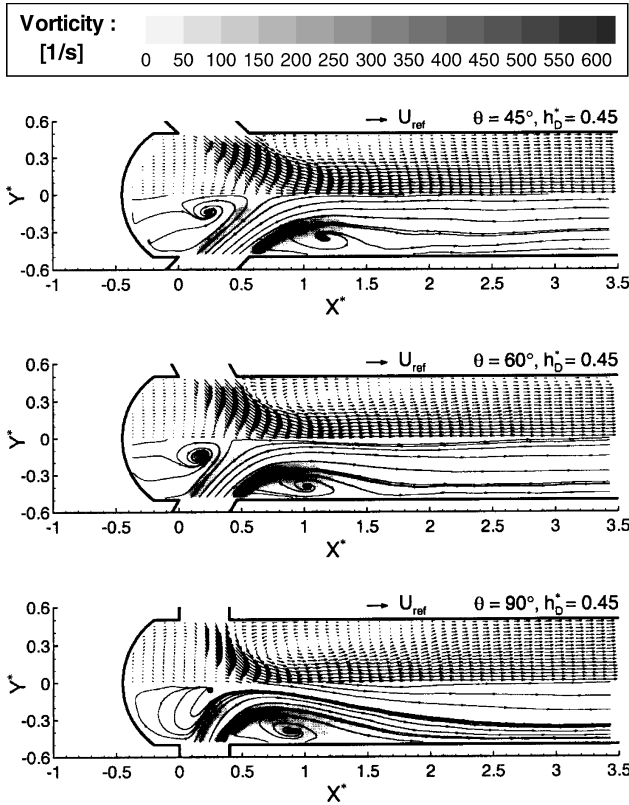 Vorticity :
[1/s]
0 50 100 150 200 250 300 350 400 450 500 550 600
U_ref θ = 45°, h*_D = 0.45
0.6
0.3
0
-0.3
-0.6
Y*
-1 -0.5 0 0.5 1 1.5 2 2.5 3 3.5
X*
U_ref θ = 60°, h*_D = 0.45
0.6
0.3
0
-0.3
-0.6
Y*
-1 -0.5 0 0.5 1 1.5 2 2.5 3 3.5
X*
U_ref θ = 90°, h*_D = 0.45
0.6
0.3
0
-0.3
-0.6
Y*
-1 -0.5 0 0.5 1 1.5 2 2.5 3 3.5
X*